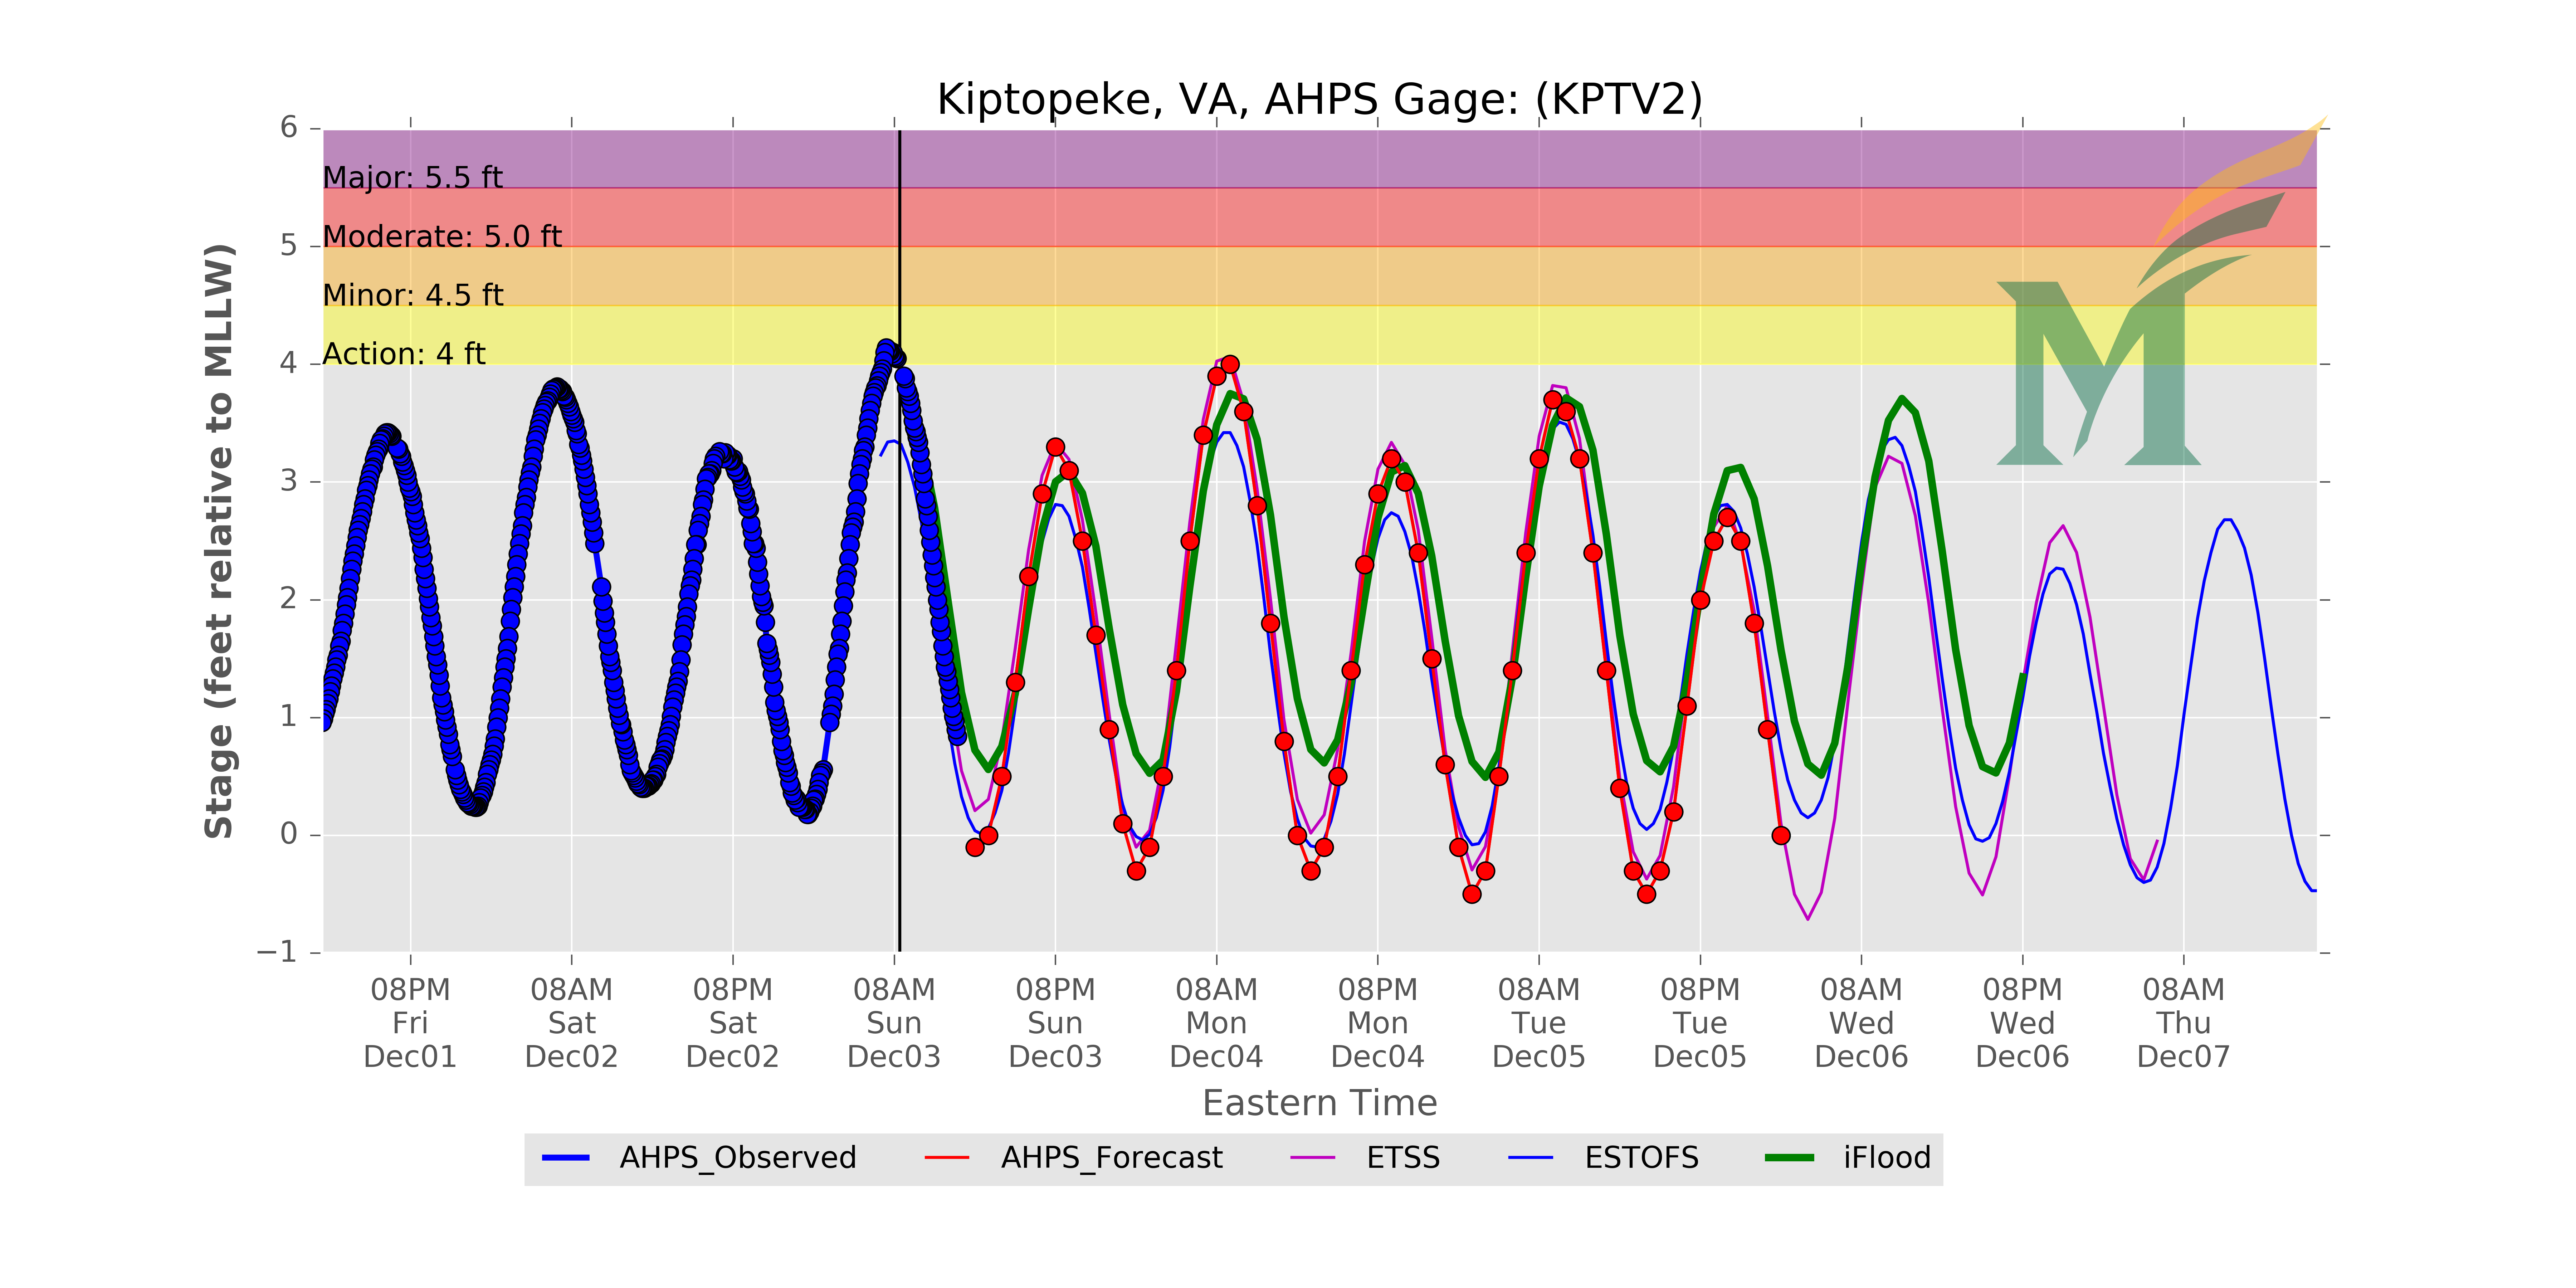 Kiptopeke, VA, AHPS Gage: (KPTV2)
6
Major: 5.5 ft
Moderate: 5.0 ft
5
Minor: 4.5 ft
Action: 4 ft
4
3
2
1
0
−1
Stage (feet relative to MLLW)
M
08PM Fri Dec01
08AM Sat Dec02
08PM Sat Dec02
08AM Sun Dec03
08PM Sun Dec03
08AM Mon Dec04
08PM Mon Dec04
08AM Tue Dec05
08PM Tue Dec05
08AM Wed Dec06
08PM Wed Dec06
08AM Thu Dec07
Eastern Time
AHPS_Observed AHPS_Forecast ETSS ESTOFS iFlood